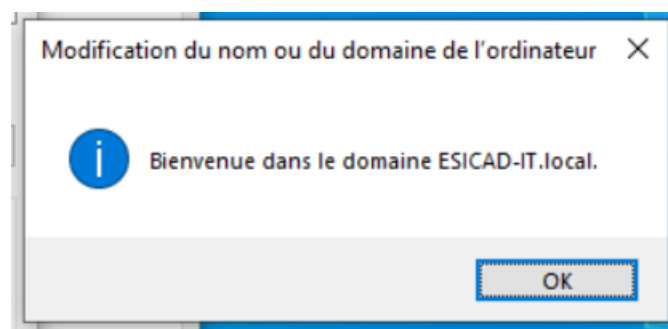 Modification du nom ou du domaine de l'ordinateur
Bienvenue dans le domaine ESICAD-IT.local.
OK